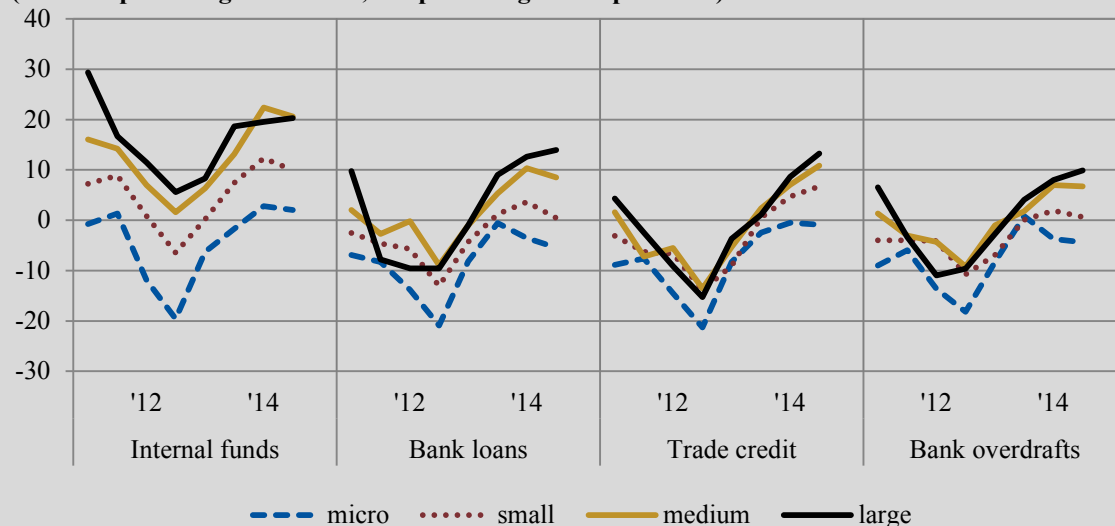 40
30
20
10
0
-10
-20
-30
'12 '14 '12 '14 '12 '14 '12 '14
Internal funds Bank loans Trade credit Bank overdrafts
micro small medium large